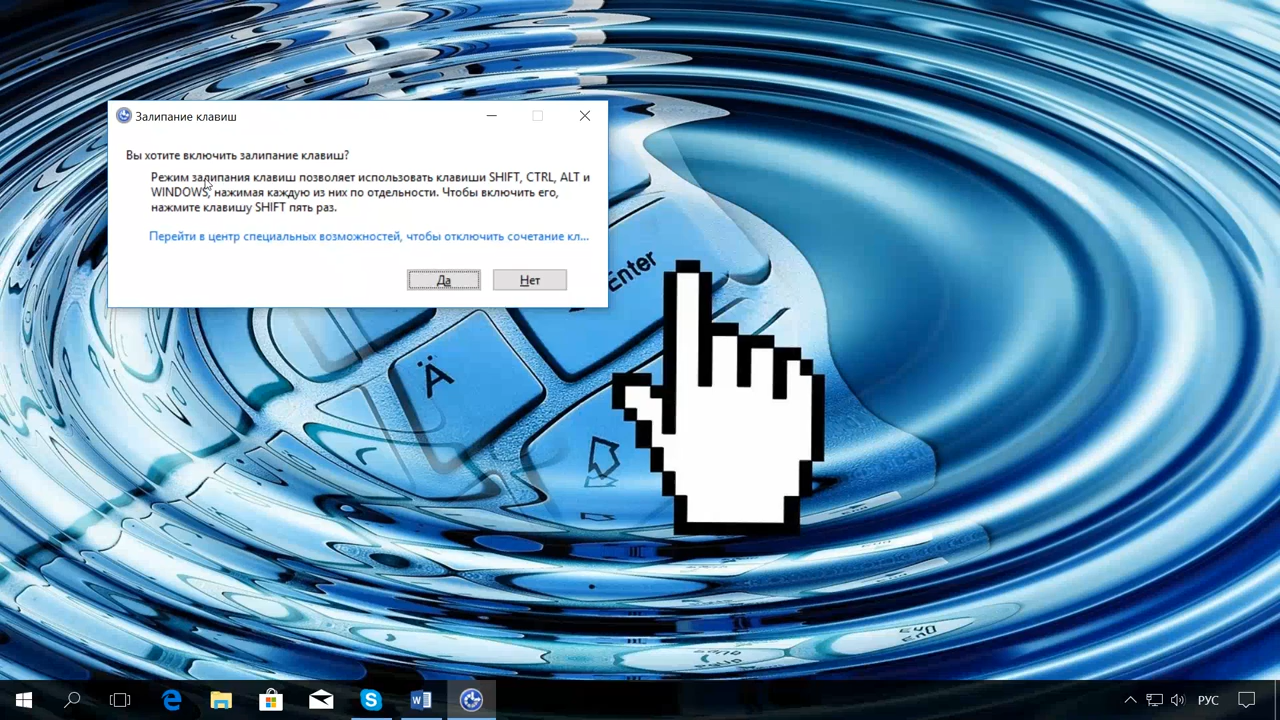 Залипание клавиш
Вы хотите включить залипание клавиш?
Режим залипания клавиш позволяет использовать клавиши SHIFT, CTRL, ALT и
WINDOWS, нажимая каждую из них по отдельности. Чтобы включить его,
нажмите клавишу SHIFT пять раз.
Перейти в центр специальных возможностей, чтобы отключить сочетание кл...
Да
Нет
Enter
Ä
РУС